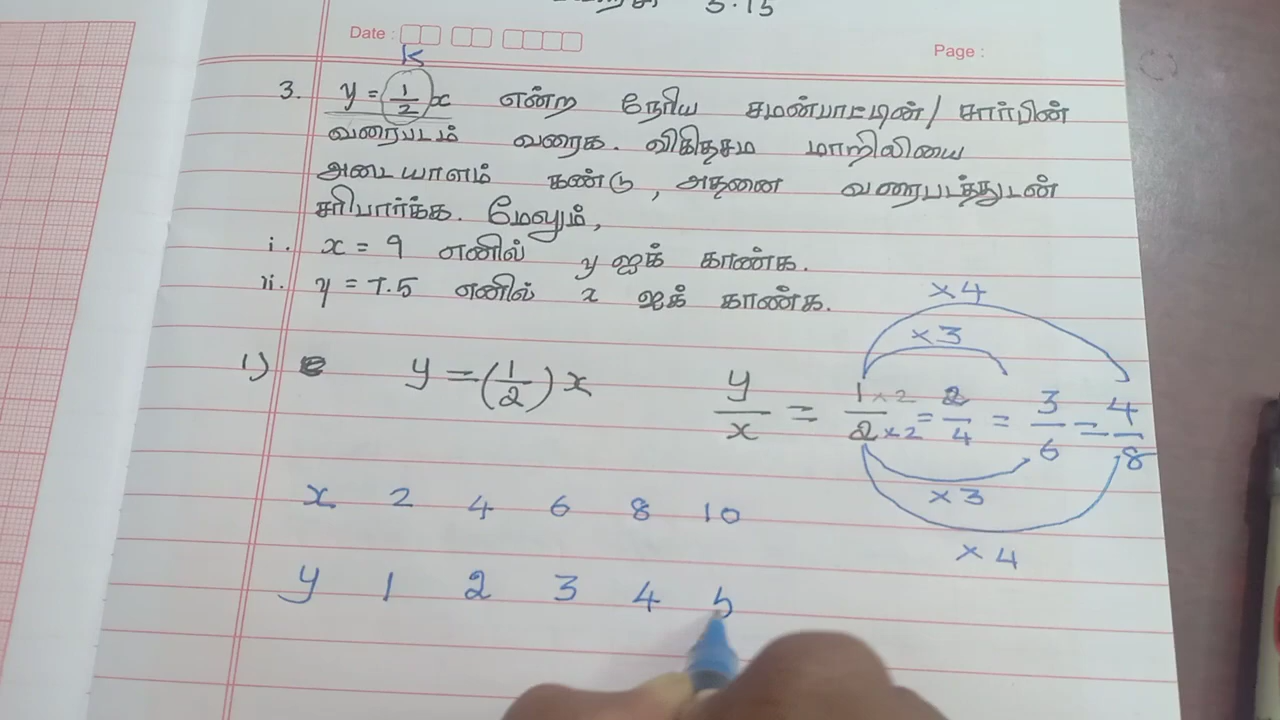 3.15
Date :
Page :
K
3. y = 1/2 x என்ற நேரிய சமன்பாட்டின் / சார்பின்
வரைபடம் வரைக. விகிதசம மாறிலியை
அடையாளம் கண்டு, அதனை வரைபடத்துடன்
சரிபார்க்க. மேலும்,
i. x = 9 எனில் y ஐக் காண்க.
ii. y = 7.5 எனில் x ஐக் காண்க.
×4
×3
1) y = (1/2) x y/x = 1×2/2×2 = 2/4 = 3/6 = 4/8
×3
×4
x 2 4 6 8 10
y 1 2 3 4 5